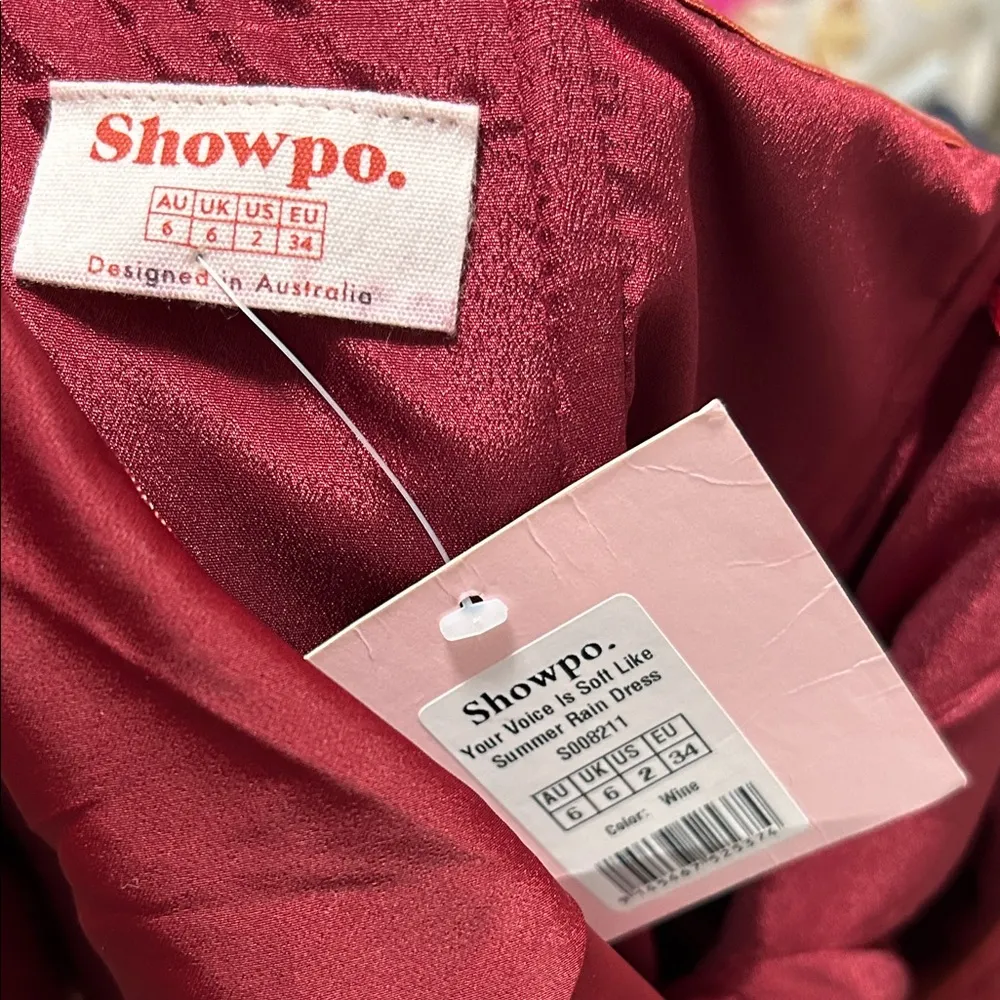 Showpo.
AU UK US EU
6 6 2 34
Designed in Australia
Showpo.
Your Voice Is Soft Like
Summer Rain Dress
S008211
AU UK US EU
6 6 2 34
Color: Wine